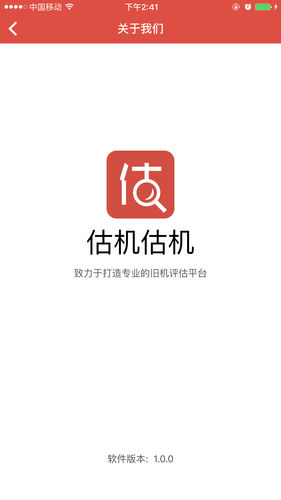 中国移动 下午2:41
关于我们
估
估机估机
致力于打造专业的旧机评估平台
软件版本: 1.0.0